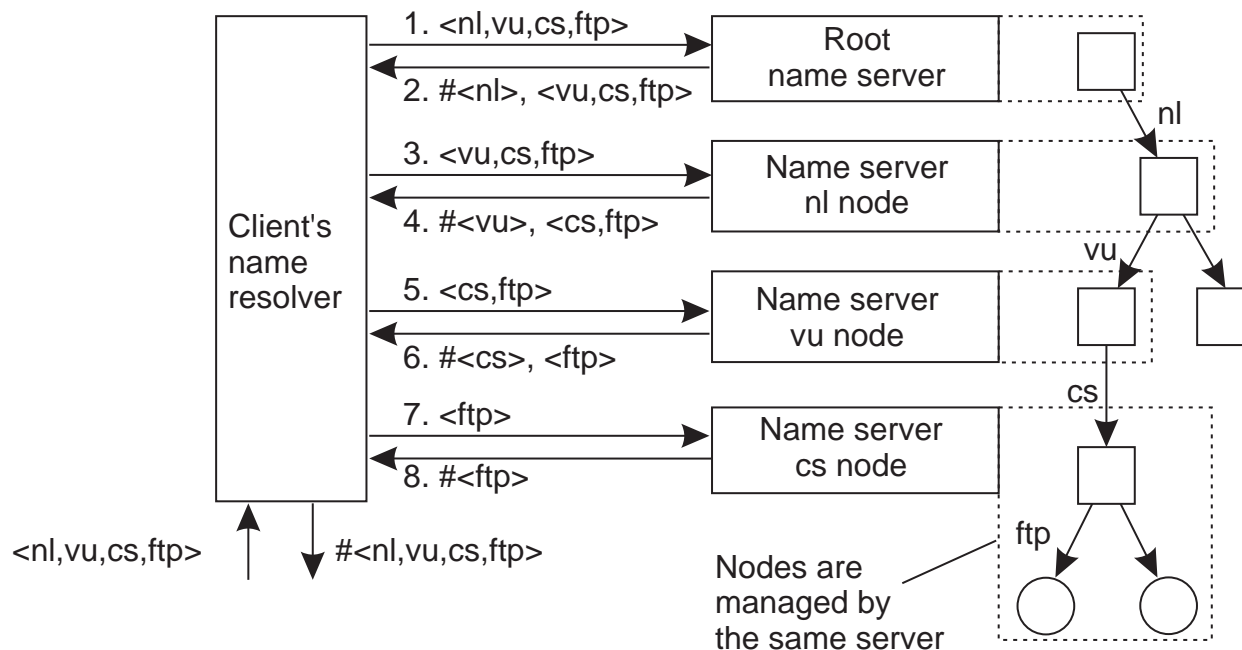 1. <nl,vu,cs,ftp>
Root
name server
2. #<nl>, <vu,cs,ftp>
nl
3. <vu,cs,ftp>
Name server
nl node
4. #<vu>, <cs,ftp>
Client's
name
resolver
vu
5. <cs,ftp>
Name server
vu node
6. #<cs>, <ftp>
cs
7. <ftp>
Name server
cs node
8. #<ftp>
<nl,vu,cs,ftp>
#<nl,vu,cs,ftp>
ftp
Nodes are
managed by
the same server